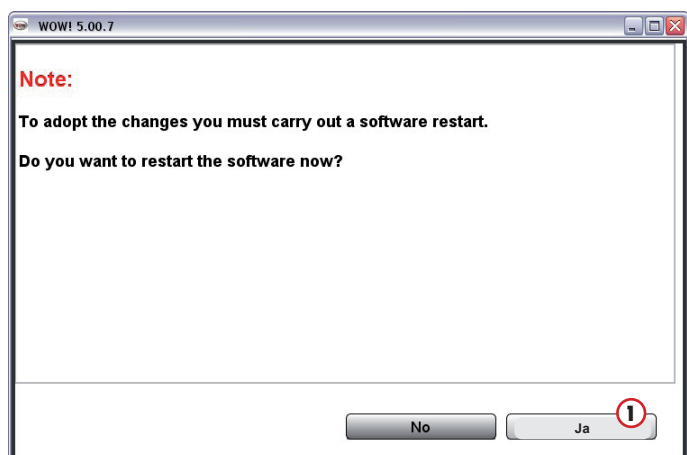 WOW! 5.00.7
Note:
To adopt the changes you must carry out a software restart.
Do you want to restart the software now?
No
Ja
1